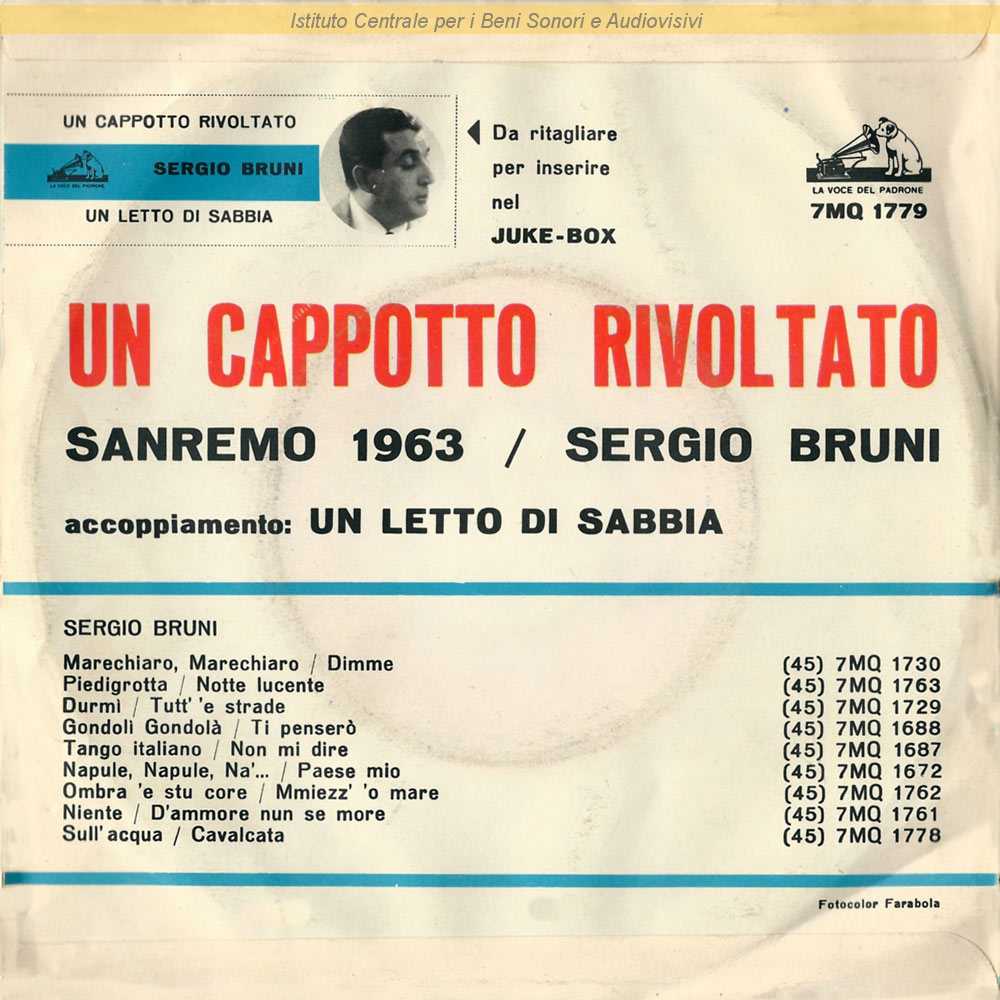 Istituto Centrale per i Beni Sonori e Audiovisivi
UN CAPPOTTO RIVOLTATO
LA VOCE DEL PADRONE
SERGIO BRUNI
UN LETTO DI SABBIA
Da ritagliare
per inserire
nel
JUKE-BOX
LA VOCE DEL PADRONE
7MQ 1779
UN CAPPOTTO RIVOLTATO
SANREMO 1963 / SERGIO BRUNI
accoppiamento: UN LETTO DI SABBIA
SERGIO BRUNI
Marechiaro, Marechiaro / Dimme (45) 7MQ 1730
Piedigrotta / Notte lucente (45) 7MQ 1763
Durmì / Tutt' 'e strade (45) 7MQ 1729
Gondolì Gondolà / Ti penserò (45) 7MQ 1688
Tango italiano / Non mi dire (45) 7MQ 1687
Napule, Napule, Na'... / Paese mio (45) 7MQ 1672
Ombra 'e stu core / Mmiezz' 'o mare (45) 7MQ 1762
Niente / D'ammore nun se more (45) 7MQ 1761
Sull'acqua / Cavalcata (45) 7MQ 1778
Fotocolor Farabola